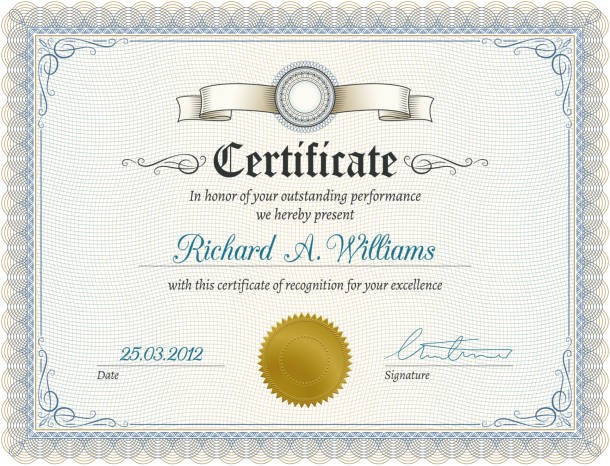 Certificate
In honor of your outstanding performance
we hereby present
Richard A. Williams
with this certificate of recognition for your excellence
25.03.2012
Date
Signature